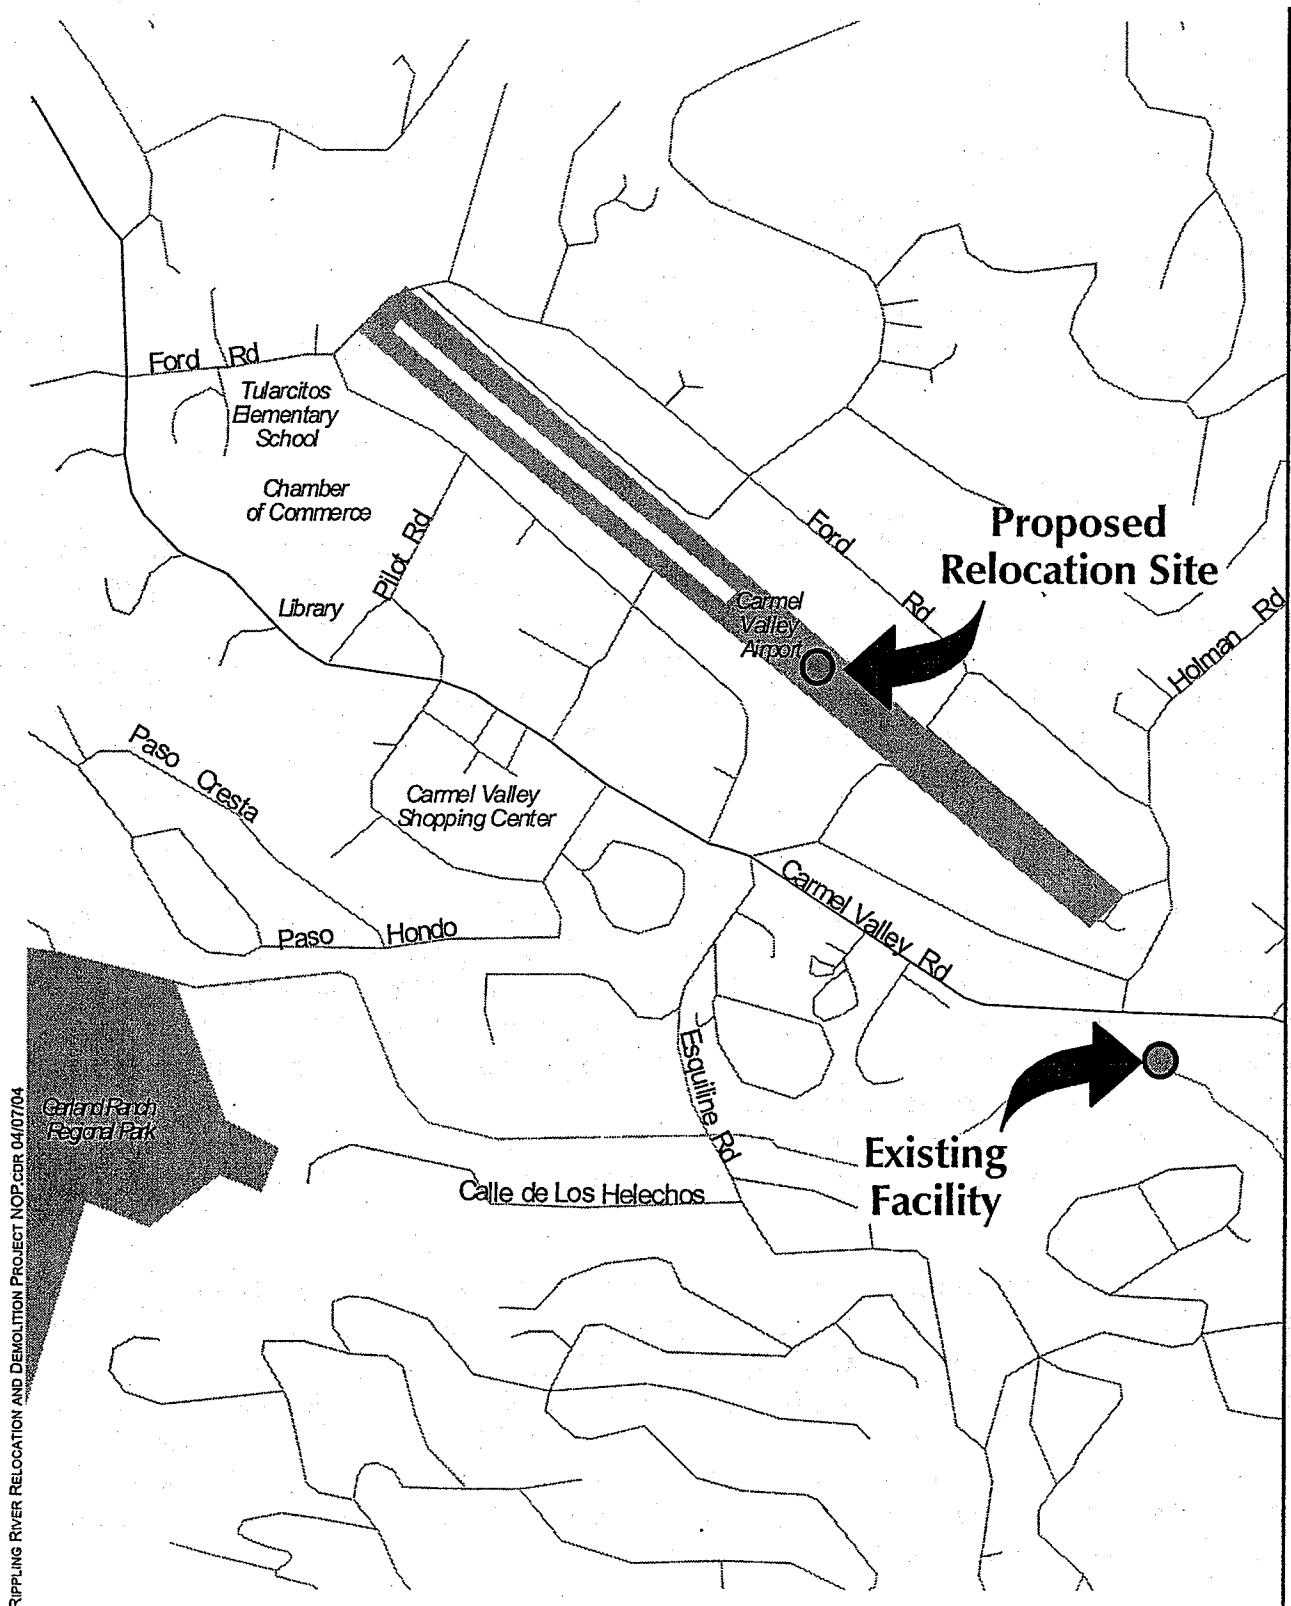 Ford Rd
Tularcitos
Elementary
School
Chamber
of Commerce
Pilot Rd
Library
Ford Rd
Proposed
Relocation Site
Carmel
Valley
Airport
Holman Rd
Paso Cresta
Carmel Valley
Shopping Center
Carmel Valley Rd
Paso Hondo
Esquiline Rd
Garland Ranch
Regional Park
Existing
Facility
Calle de Los Helechos
RIPPLING RIVER RELOCATION AND DEMOLITION PROJECT NOP.CDR 04/07/04